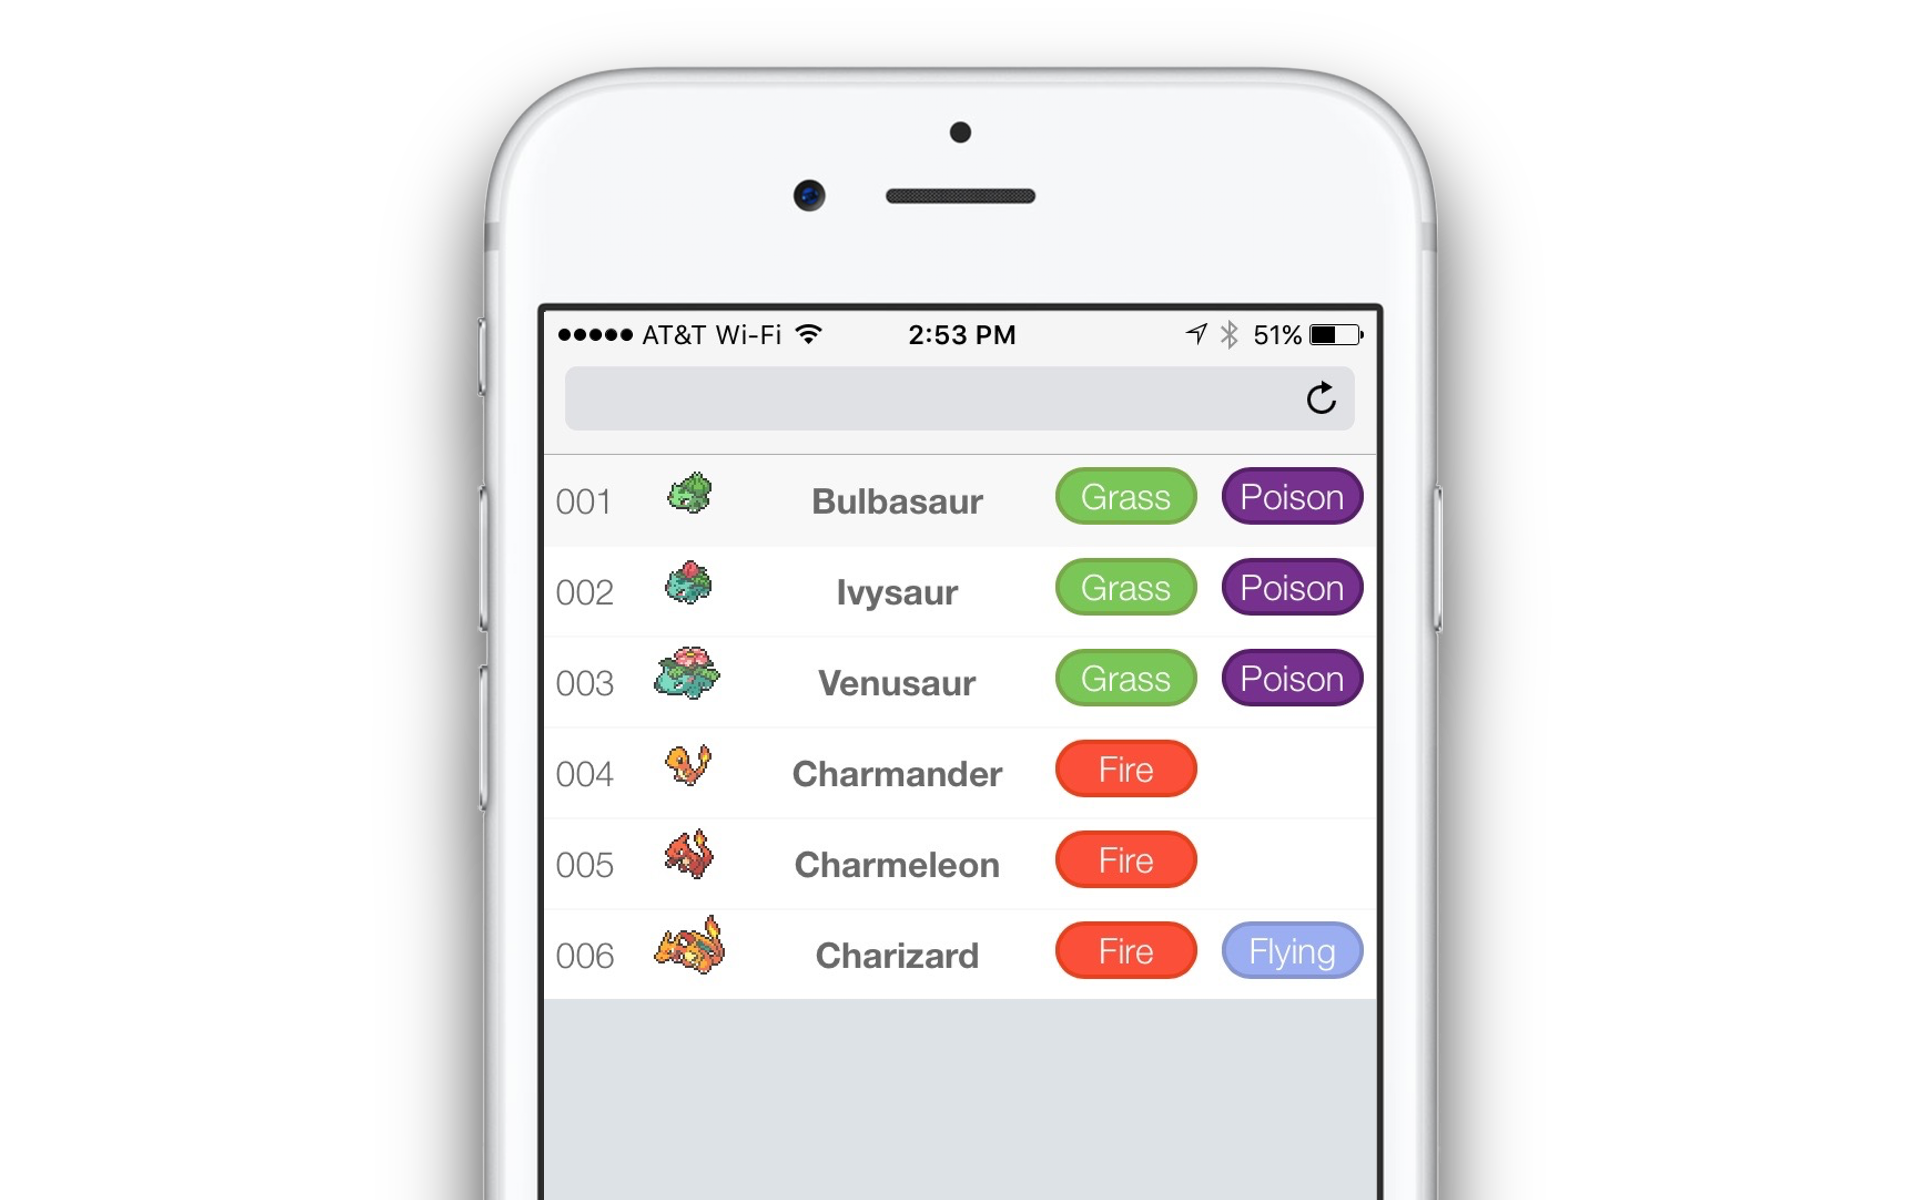 AT&T Wi-Fi 2:53 PM 51%
001 Bulbasaur Grass Poison
002 Ivysaur Grass Poison
003 Venusaur Grass Poison
004 Charmander Fire
005 Charmeleon Fire
006 Charizard Fire Flying